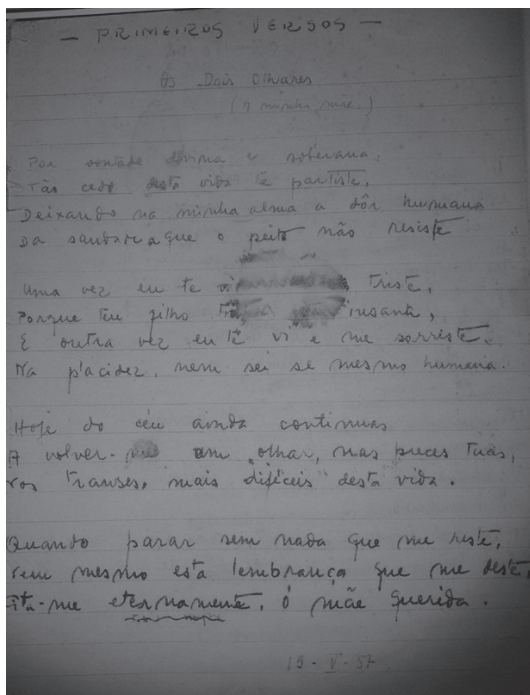 — PRIMEIROS VERSOS —
Os Dois Olhares
(A minha mãe.)
Por vontade divina e soberana,
Tão cedo desta vida te partiste,
Deixando na minha alma a dôr humana
Da saudade a que o peito não resiste
Uma vez eu te vi triste,
Porque teu filho insana,
E outra vez eu te vi e me sorriste,
Na placidez, nem sei se mesmo humana.
Hoje do céu ainda continuas
A volver-me um olhar, nas preces tuas,
Nos transes, mais difíceis desta vida.
Quando parar sem nada que me reste,
Nem mesmo esta lembrança que me deste,
Fita-me eternamente, ó mãe querida.
19-V-57